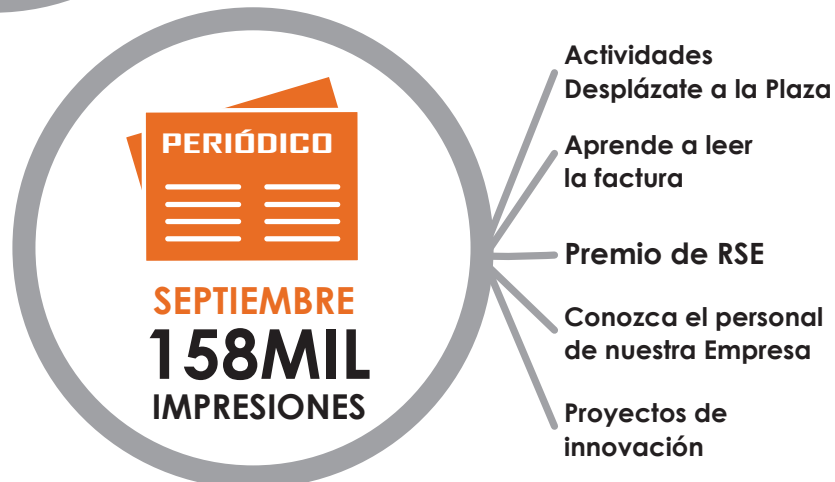 PERIÓDICO
SEPTIEMBRE
158MIL
IMPRESIONES
Actividades
Desplázate a la Plaza
Aprende a leer
la factura
Premio de RSE
Conozca el personal
de nuestra Empresa
Proyectos de
innovación